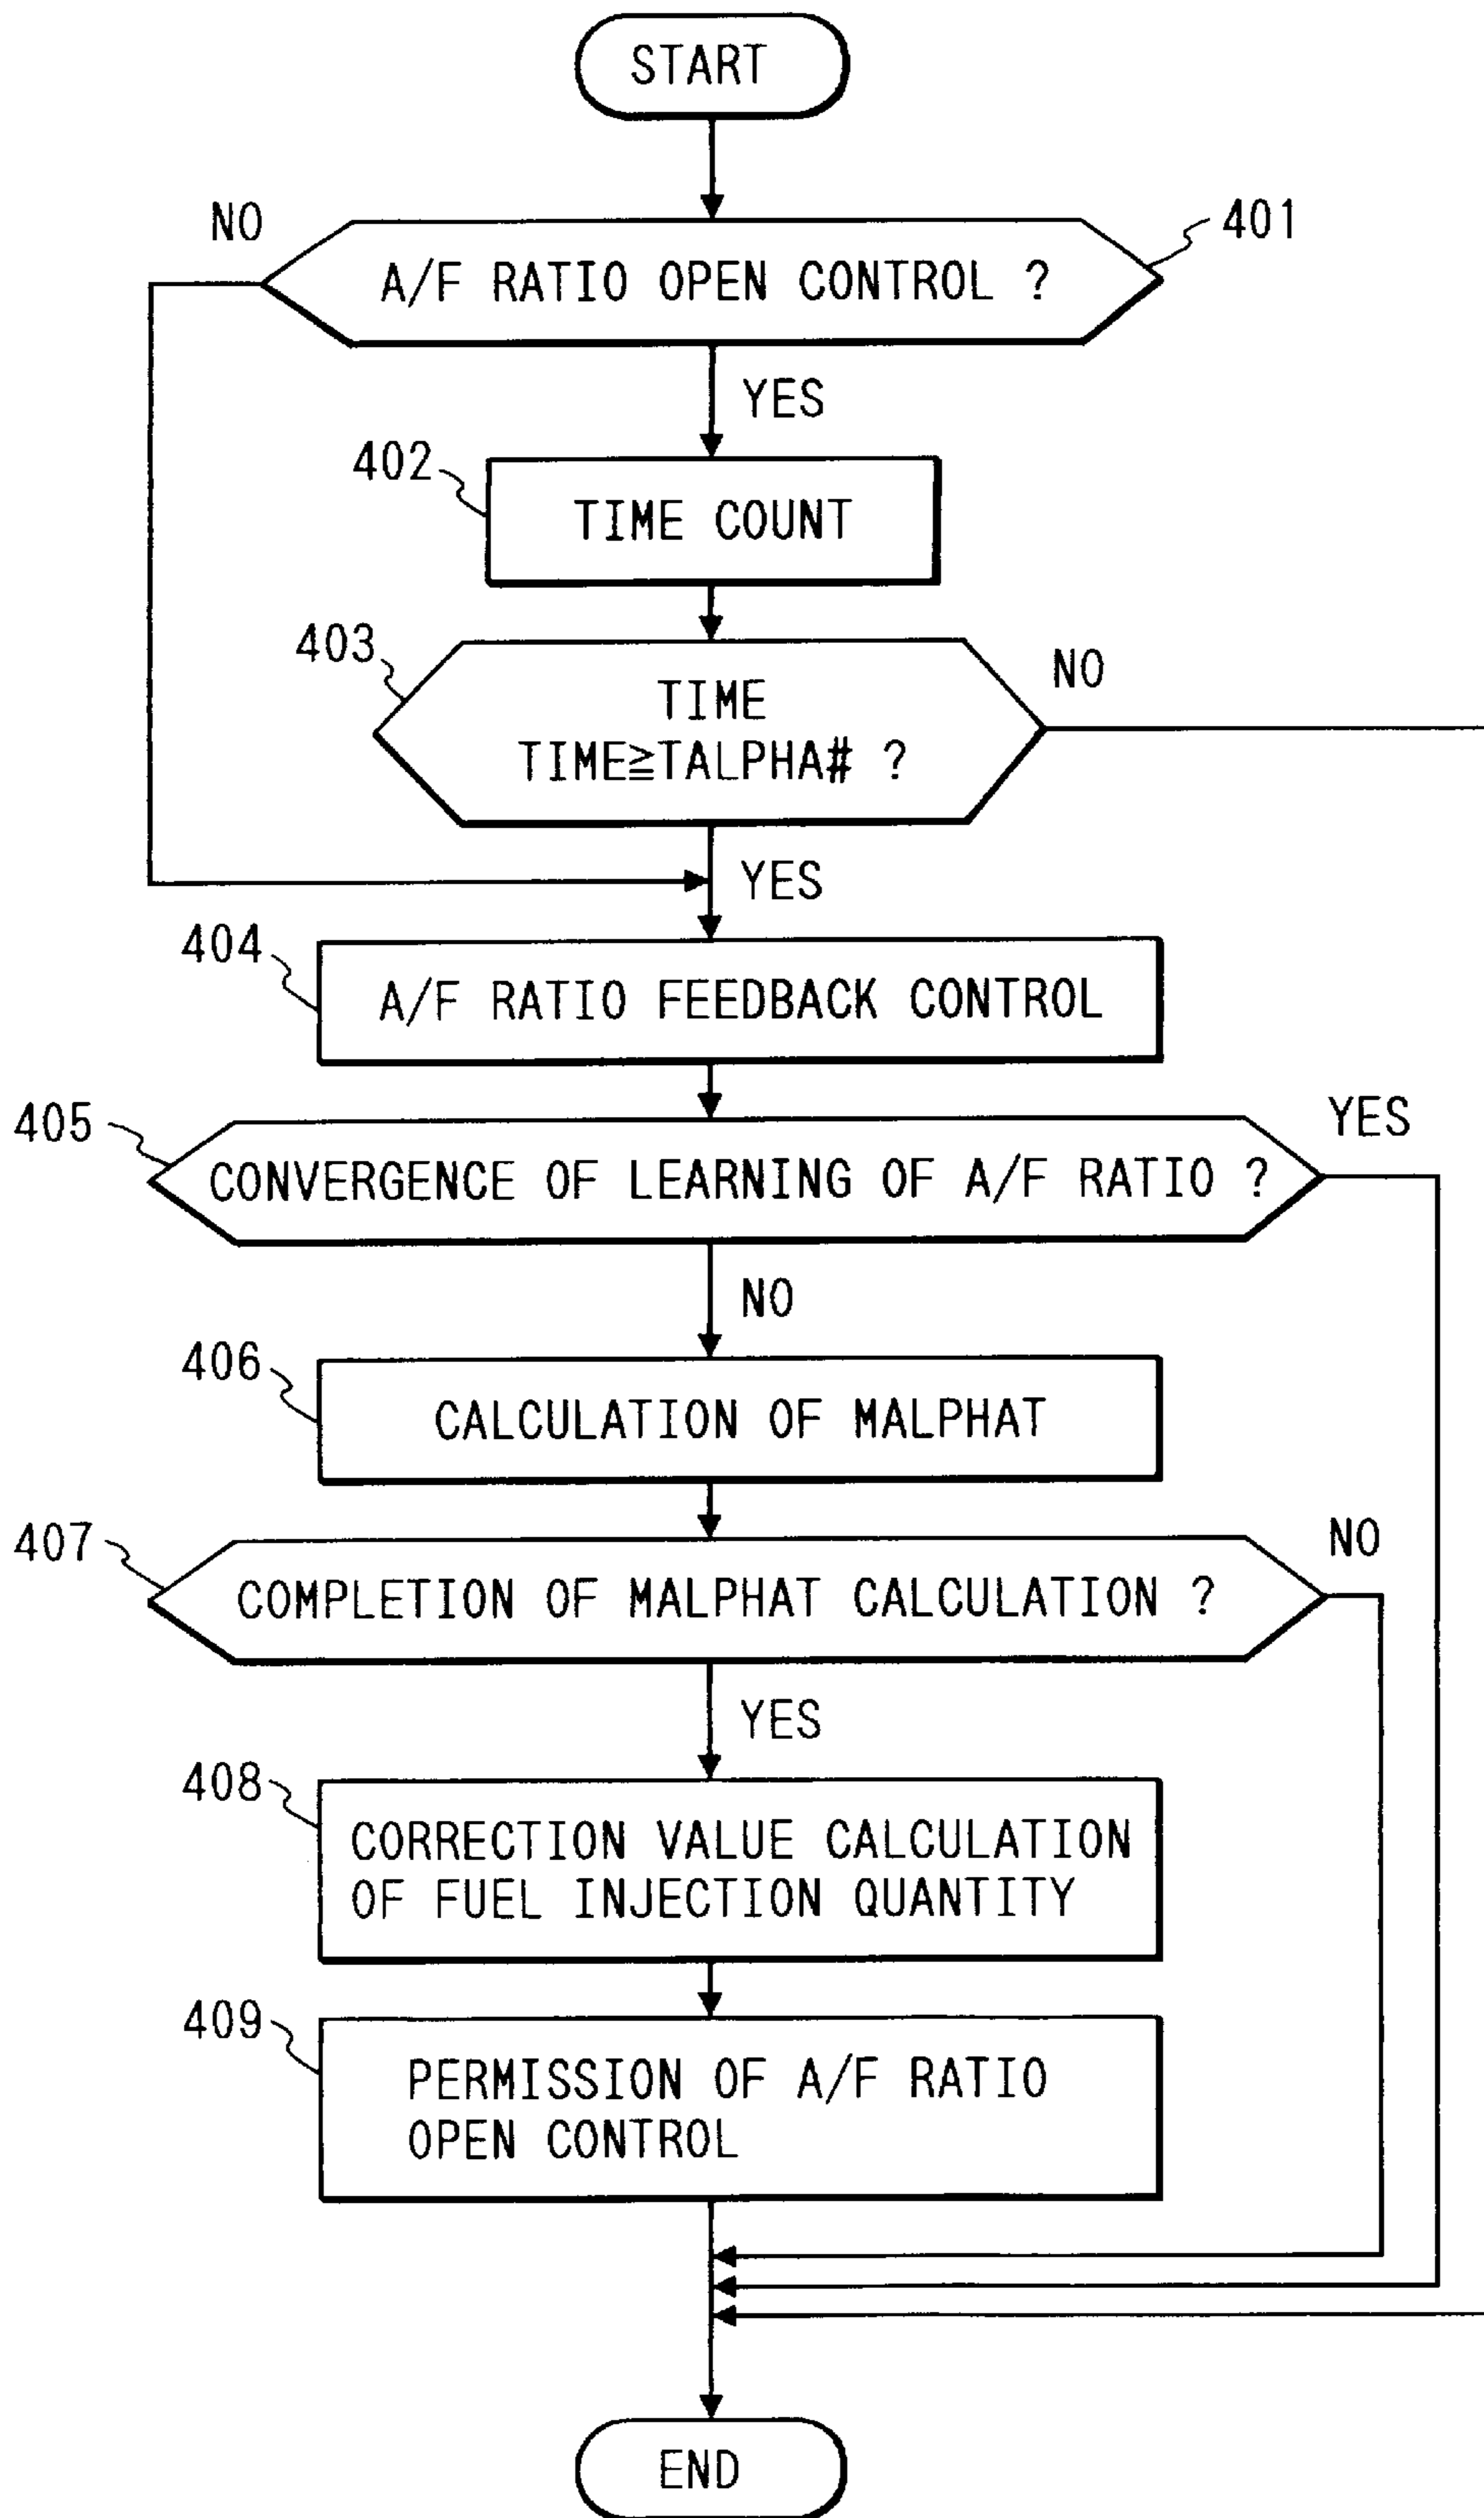 START
NO
401
A/F RATIO OPEN CONTROL ?
YES
402
TIME COUNT
403
NO
TIME
TIME≧TALPHA# ?
YES
404
A/F RATIO FEEDBACK CONTROL
405
YES
CONVERGENCE OF LEARNING OF A/F RATIO ?
NO
406
CALCULATION OF MALPHAT
407
NO
COMPLETION OF MALPHAT CALCULATION ?
YES
408
CORRECTION VALUE CALCULATION
OF FUEL INJECTION QUANTITY
409
PERMISSION OF A/F RATIO
OPEN CONTROL
END